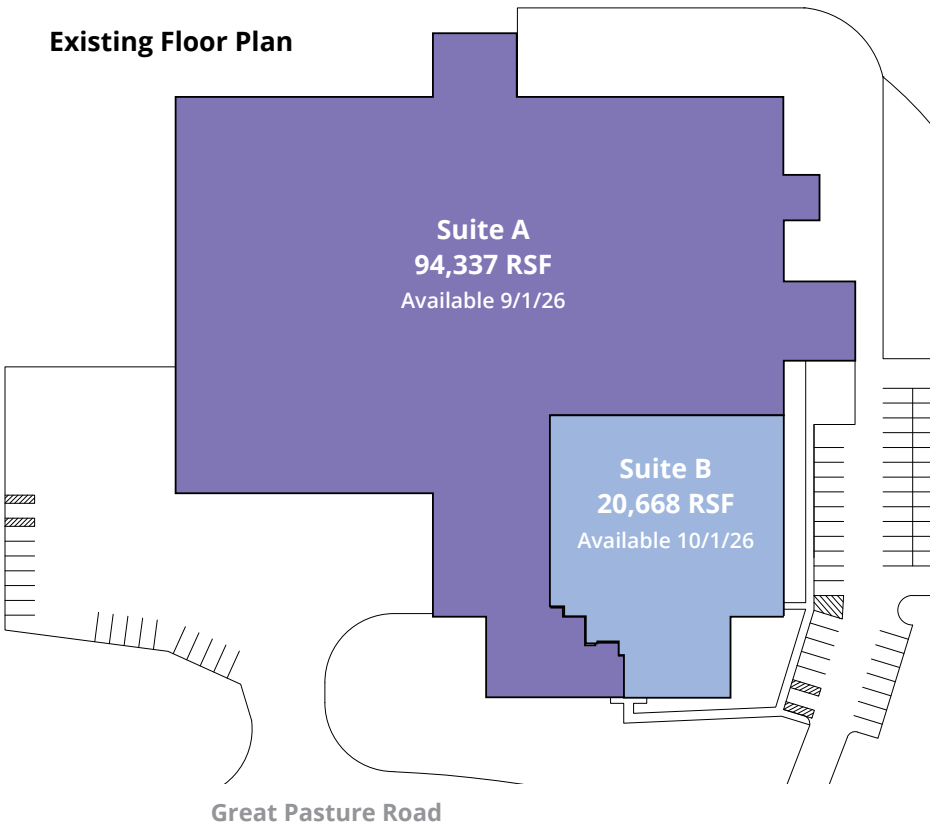 Existing Floor Plan
Suite A
94,337 RSF
Available 9/1/26
Suite B
20,668 RSF
Available 10/1/26
Great Pasture Road